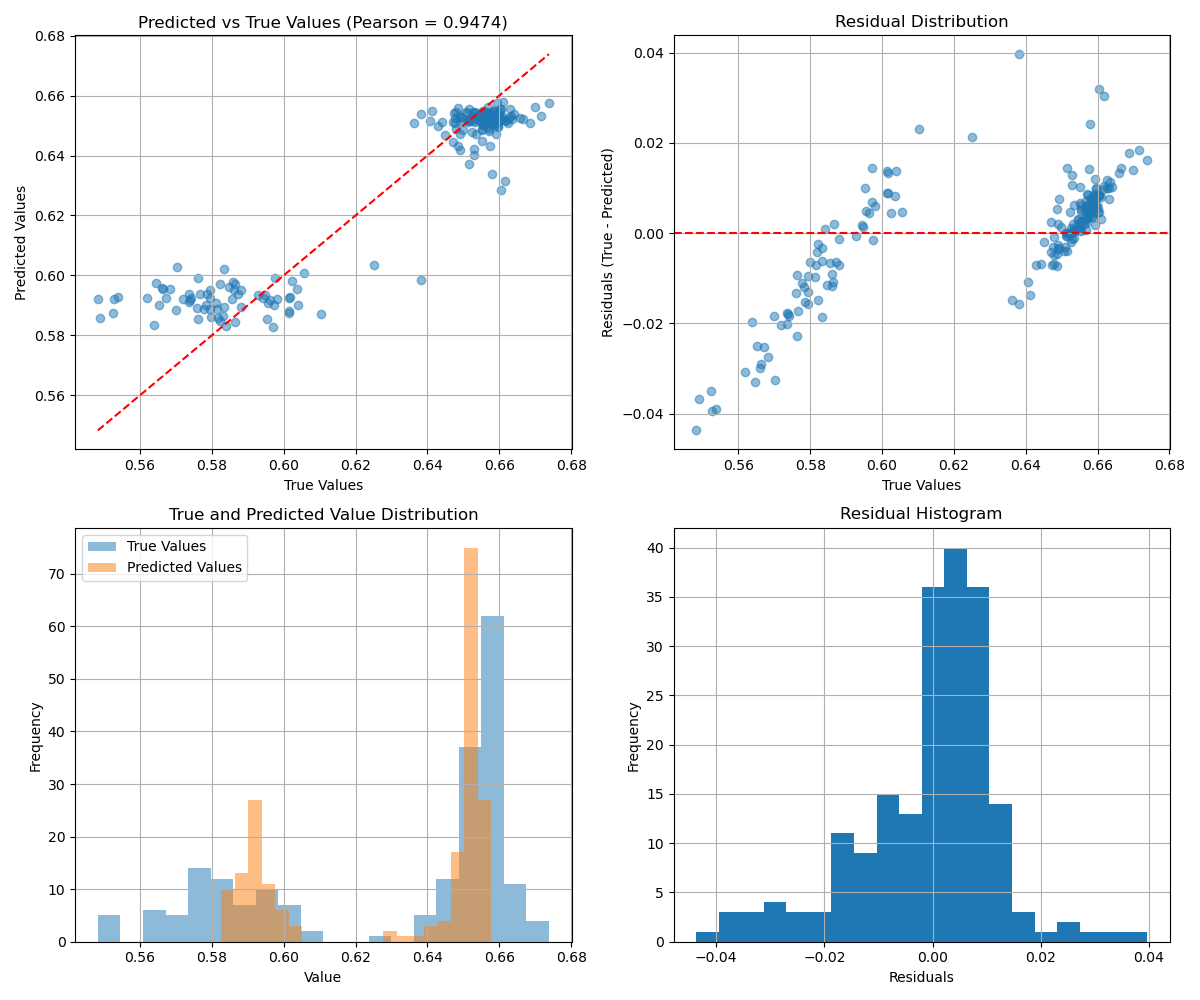 Predicted vs True Values (Pearson = 0.9474)
Predicted Values
0.68
0.66
0.64
0.62
0.60
0.58
0.56
0.56 0.58 0.60 0.62 0.64 0.66 0.68
True Values
Residual Distribution
Residuals (True - Predicted)
0.04
0.02
0.00
−0.02
−0.04
0.56 0.58 0.60 0.62 0.64 0.66 0.68
True Values
True and Predicted Value Distribution
True Values
Predicted Values
Frequency
70
60
50
40
30
20
10
0
0.56 0.58 0.60 0.62 0.64 0.66 0.68
Value
Residual Histogram
Frequency
40
35
30
25
20
15
10
5
0
−0.04 −0.02 0.00 0.02 0.04
Residuals